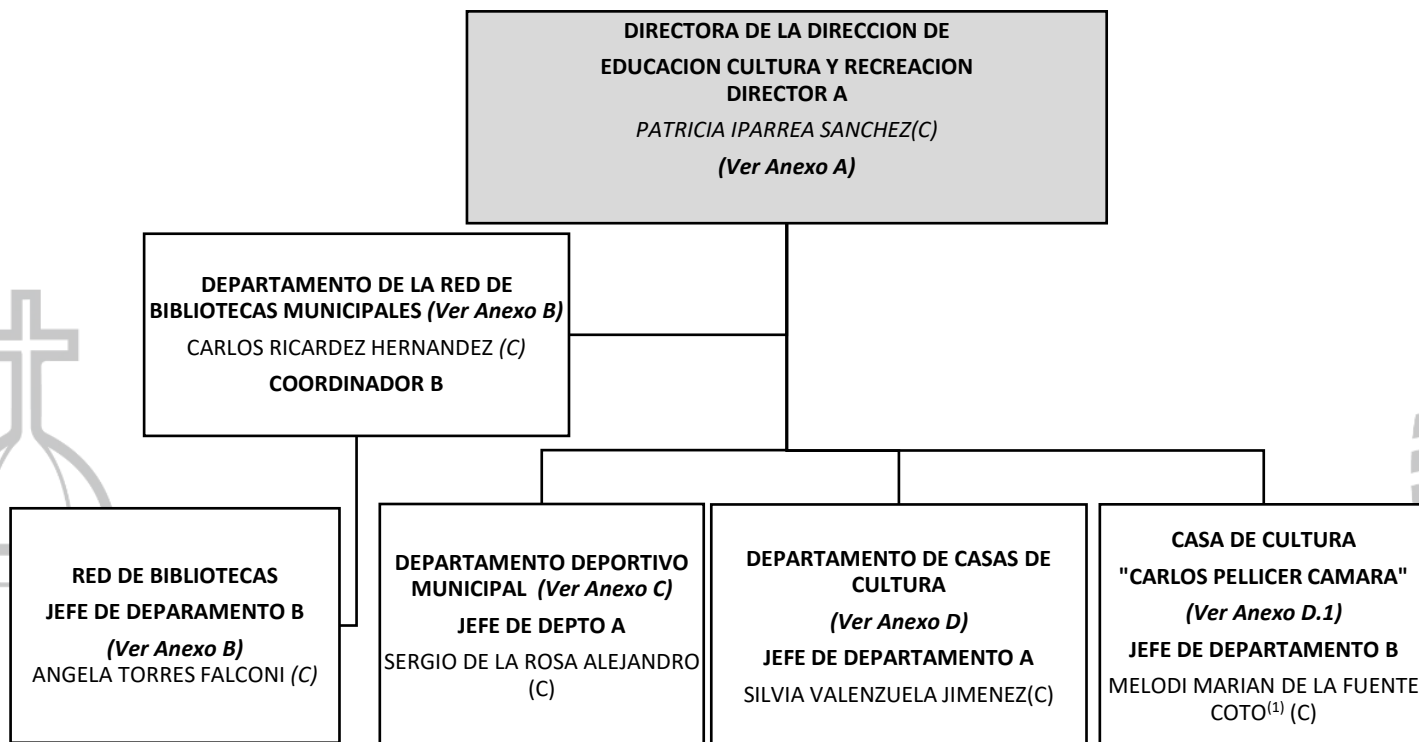 DIRECTORA DE LA DIRECCION DE
EDUCACION CULTURA Y RECREACION
DIRECTOR A
PATRICIA IPARREA SANCHEZ(C)
(Ver Anexo A)
DEPARTAMENTO DE LA RED DE
BIBLIOTECAS MUNICIPALES (Ver Anexo B)
CARLOS RICARDEZ HERNANDEZ (C)
COORDINADOR B
RED DE BIBLIOTECAS
JEFE DE DEPARAMENTO B
(Ver Anexo B)
ANGELA TORRES FALCONI (C)
DEPARTAMENTO DEPORTIVO
MUNICIPAL (Ver Anexo C)
JEFE DE DEPTO A
SERGIO DE LA ROSA ALEJANDRO
(C)
DEPARTAMENTO DE CASAS DE
CULTURA
(Ver Anexo D)
JEFE DE DEPARTAMENTO A
SILVIA VALENZUELA JIMENEZ(C)
CASA DE CULTURA
"CARLOS PELLICER CAMARA"
(Ver Anexo D.1)
JEFE DE DEPARTAMENTO B
MELODI MARIAN DE LA FUENTE
COTO(1) (C)